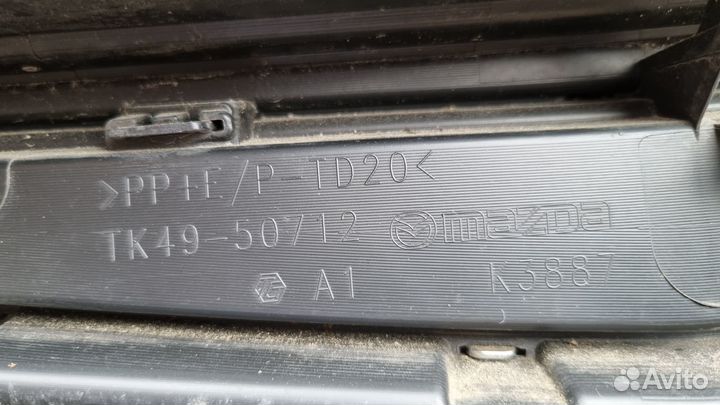 >PP+E/P-TD20<
TK49-50712 mazda
A1 K3887
Avito